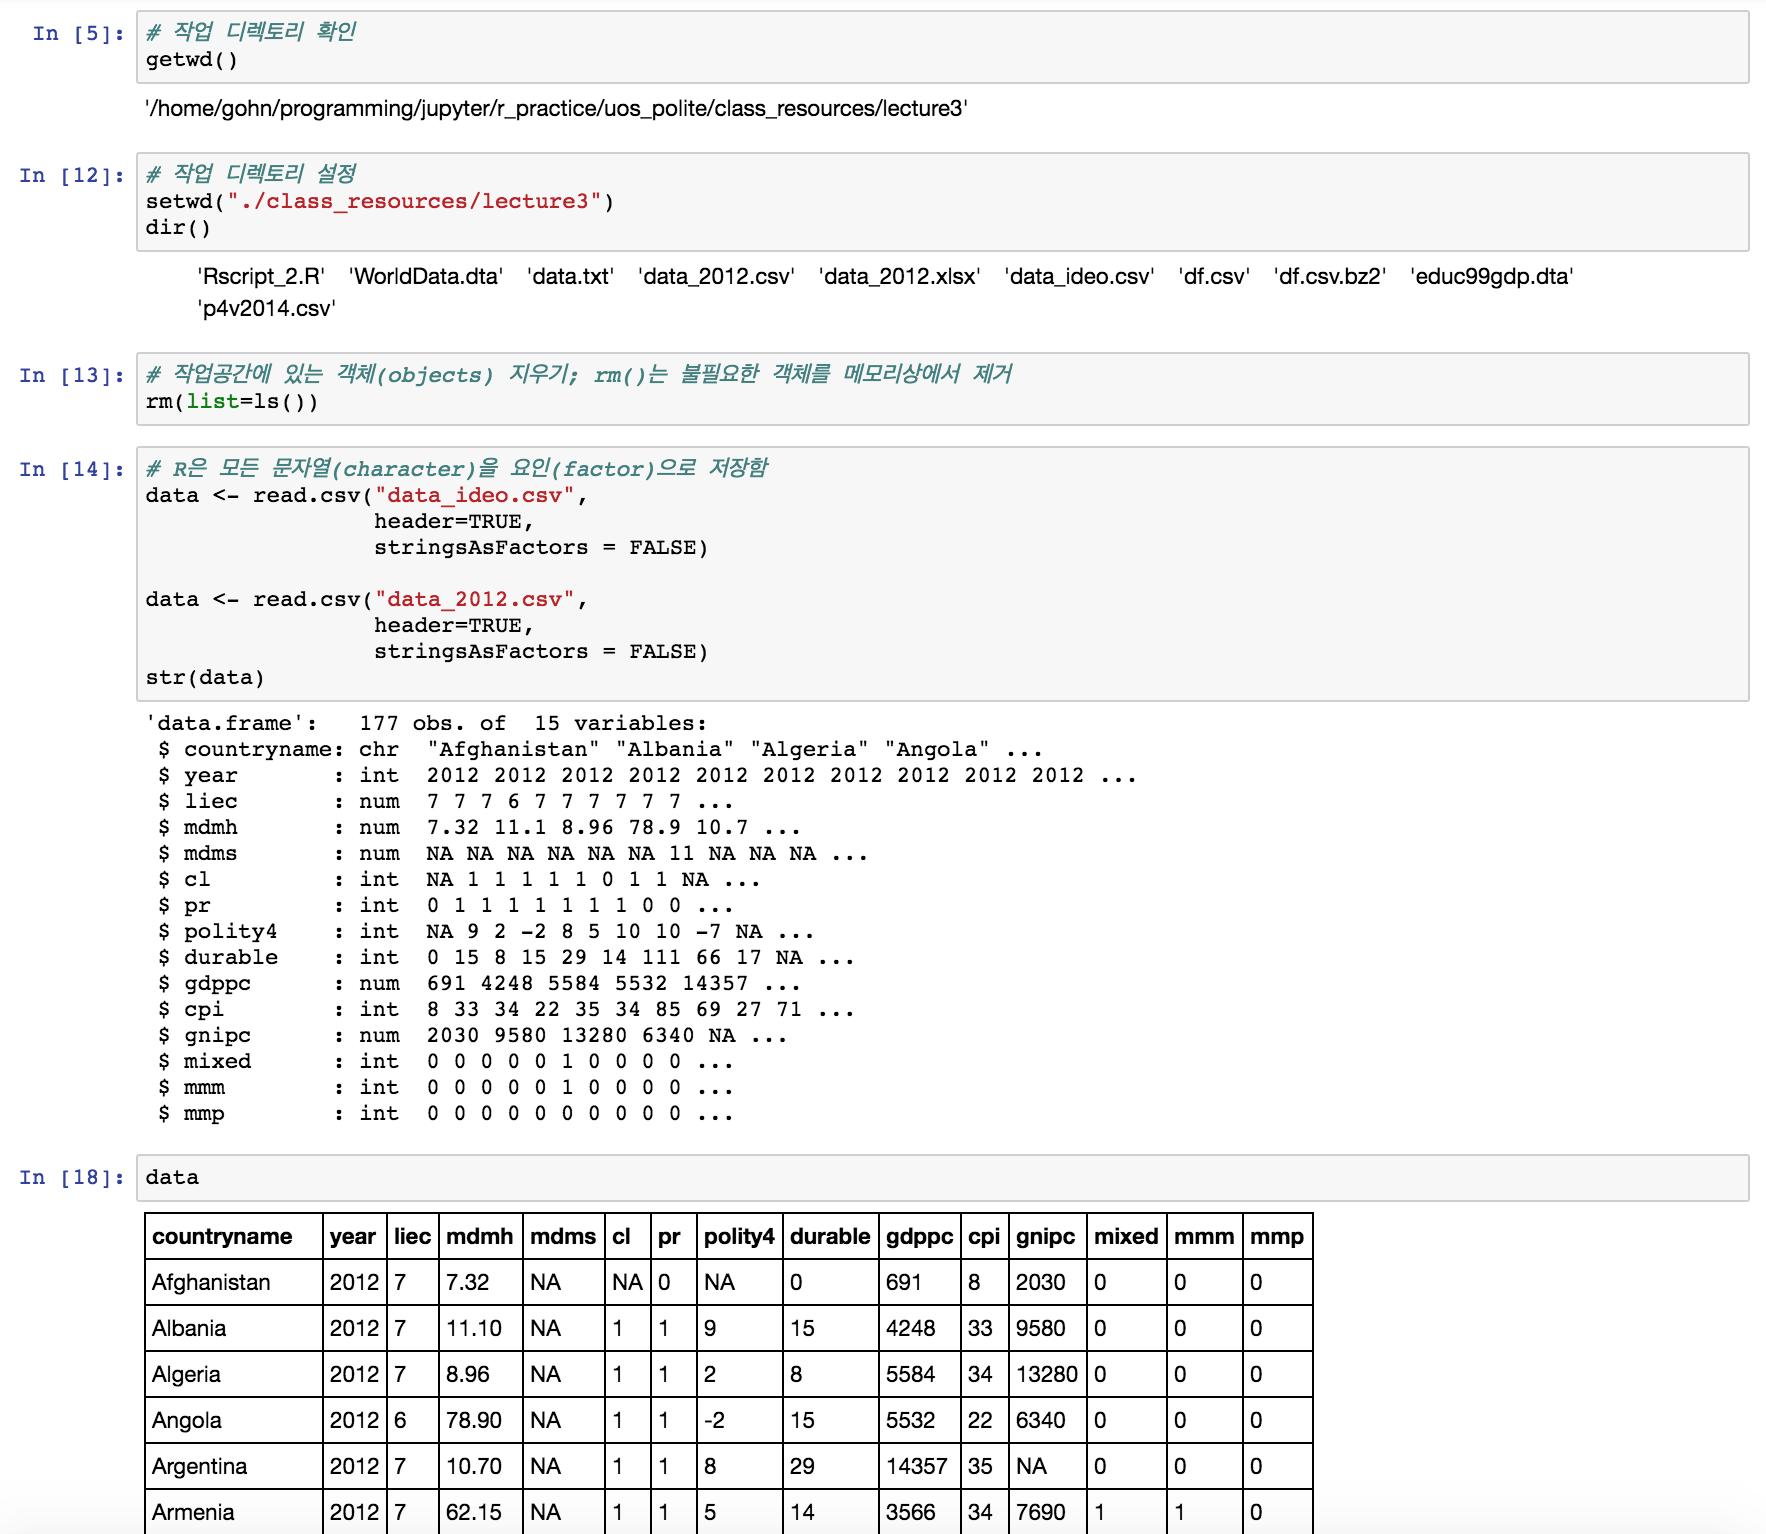 In [5]: # 작업 디렉토리 확인
getwd()
'/home/gohn/programming/jupyter/r_practice/uos_polite/class_resources/lecture3'
In [12]: # 작업 디렉토리 설정
setwd("./class_resources/lecture3")
dir()
'Rscript_2.R' 'WorldData.dta' 'data.txt' 'data_2012.csv' 'data_2012.xlsx' 'data_ideo.csv' 'df.csv' 'df.csv.bz2' 'educ99gdp.dta'
'p4v2014.csv'
In [13]: # 작업공간에 있는 객체(objects) 지우기; rm()는 불필요한 객체를 메모리상에서 제거
rm(list=ls())
In [14]: # R은 모든 문자열(character)을 요인(factor)으로 저장함
data <- read.csv("data_ideo.csv",
header=TRUE,
stringsAsFactors = FALSE)
data <- read.csv("data_2012.csv",
header=TRUE,
stringsAsFactors = FALSE)
str(data)
'data.frame': 177 obs. of 15 variables:
$ countryname: chr "Afghanistan" "Albania" "Algeria" "Angola" ...
$ year : int 2012 2012 2012 2012 2012 2012 2012 2012 2012 2012 ...
$ liec : num 7 7 7 6 7 7 7 7 7 7 ...
$ mdmh : num 7.32 11.1 8.96 78.9 10.7 ...
$ mdms : num NA NA NA NA NA NA 11 NA NA NA ...
$ cl : int NA 1 1 1 1 1 0 1 1 NA ...
$ pr : int 0 1 1 1 1 1 1 1 0 0 ...
$ polity4 : int NA 9 2 -2 8 5 10 10 -7 NA ...
$ durable : int 0 15 8 15 29 14 111 66 17 NA ...
$ gdppc : num 691 4248 5584 5532 14357 ...
$ cpi : int 8 33 34 22 35 34 85 69 27 71 ...
$ gnipc : num 2030 9580 13280 6340 NA ...
$ mixed : int 0 0 0 0 0 1 0 0 0 0 ...
$ mmm : int 0 0 0 0 0 1 0 0 0 0 ...
$ mmp : int 0 0 0 0 0 0 0 0 0 0 ...
In [18]: data
countryname year liec mdmh mdms cl pr polity4 durable gdppc cpi gnipc mixed mmm mmp
Afghanistan 2012 7 7.32 NA NA 0 NA 0 691 8 2030 0 0 0
Albania 2012 7 11.10 NA 1 1 9 15 4248 33 9580 0 0 0
Algeria 2012 7 8.96 NA 1 1 2 8 5584 34 13280 0 0 0
Angola 2012 6 78.90 NA 1 1 -2 15 5532 22 6340 0 0 0
Argentina 2012 7 10.70 NA 1 1 8 29 14357 35 NA 0 0 0
Armenia 2012 7 62.15 NA 1 1 5 14 3566 34 7690 1 1 0